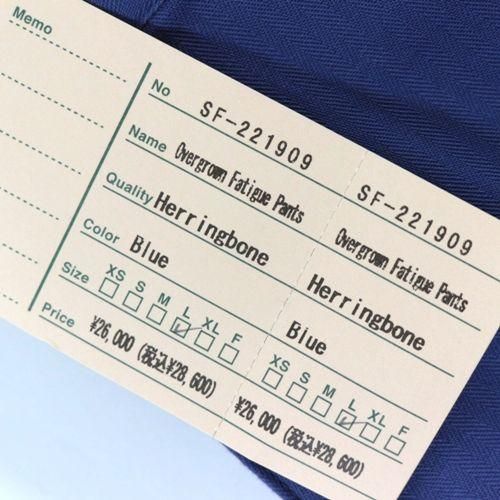 Memo
No SF-221909
Name Overgrown Fatigue Pants
Quality Herringbone
Color Blue
Size XS S M L XL F
Price ¥26,000 (税込¥28,600)
SF-221909
Overgrown Fatigue Pants
Herringbone
Blue
XS S M L XL F
¥26,000 (税込¥28,600)